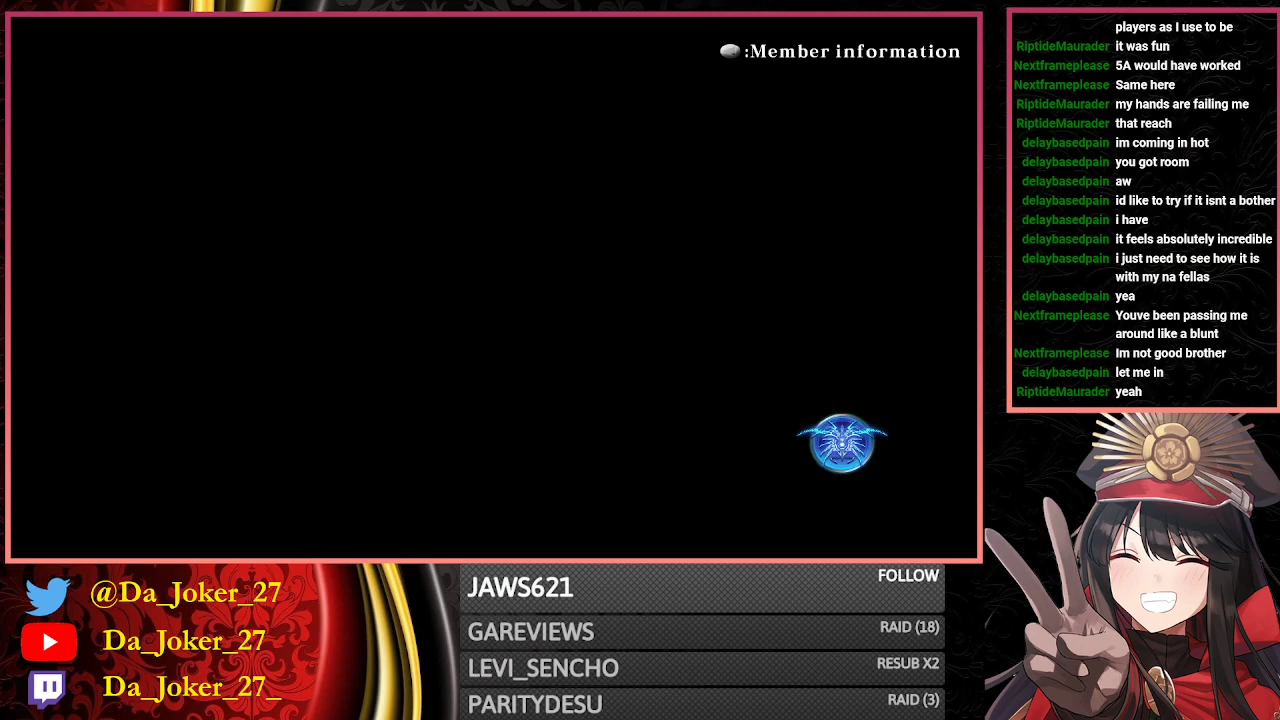 :Member information
players as I use to be
RiptideMaurader it was fun
Nextframeplease 5A would have worked
Nextframeplease Same here
RiptideMaurader my hands are failing me
RiptideMaurader that reach
delaybasedpain im coming in hot
delaybasedpain you got room
delaybasedpain aw
delaybasedpain id like to try if it isnt a bother
delaybasedpain i have
delaybasedpain it feels absolutely incredible
delaybasedpain i just need to see how it is
with my na fellas
delaybasedpain yea
Nextframeplease Youve been passing me
around like a blunt
Nextframeplease Im not good brother
delaybasedpain let me in
RiptideMaurader yeah
@Da_Joker_27
Da_Joker_27
Da_Joker_27_
JAWS621 FOLLOW
GAREVIEWS RAID (18)
LEVI_SENCHO RESUB X2
PARITYDESU RAID (3)